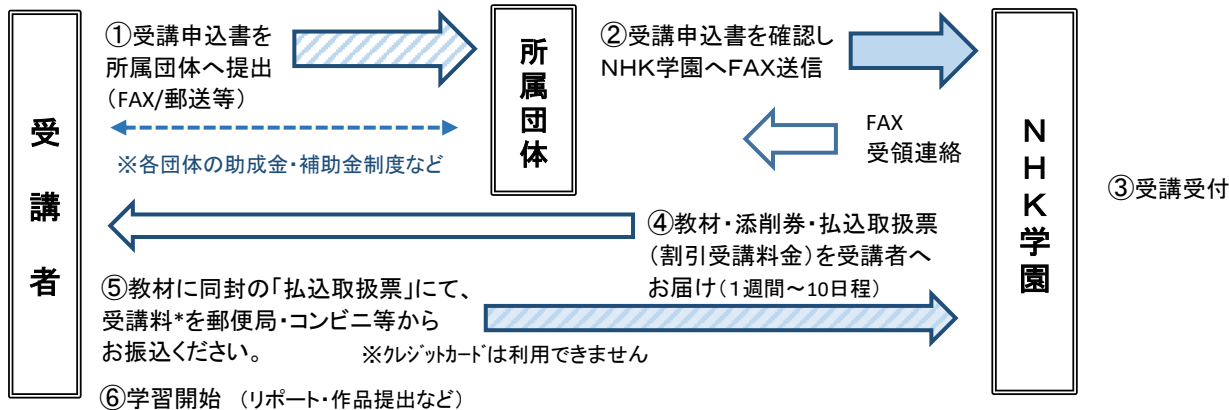 受講者
①受講申込書を
所属団体へ提出
（FAX/郵送等）
※各団体の助成金・補助金制度など
所属団体
②受講申込書を確認し
ＮＨＫ学園へFAX送信
FAX
受領連絡
ＮＨＫ学園
③受講受付
④教材・添削券・払込取扱票
（割引受講料金）を受講者へ
お届け（１週間～10日程）
⑤教材に同封の「払込取扱票」にて、
受講料*を郵便局・コンビニ等から
お振込ください。
※ｸﾚｼﾞｯﾄｶｰﾄﾞは利用できません
⑥学習開始　（リポート・作品提出など）